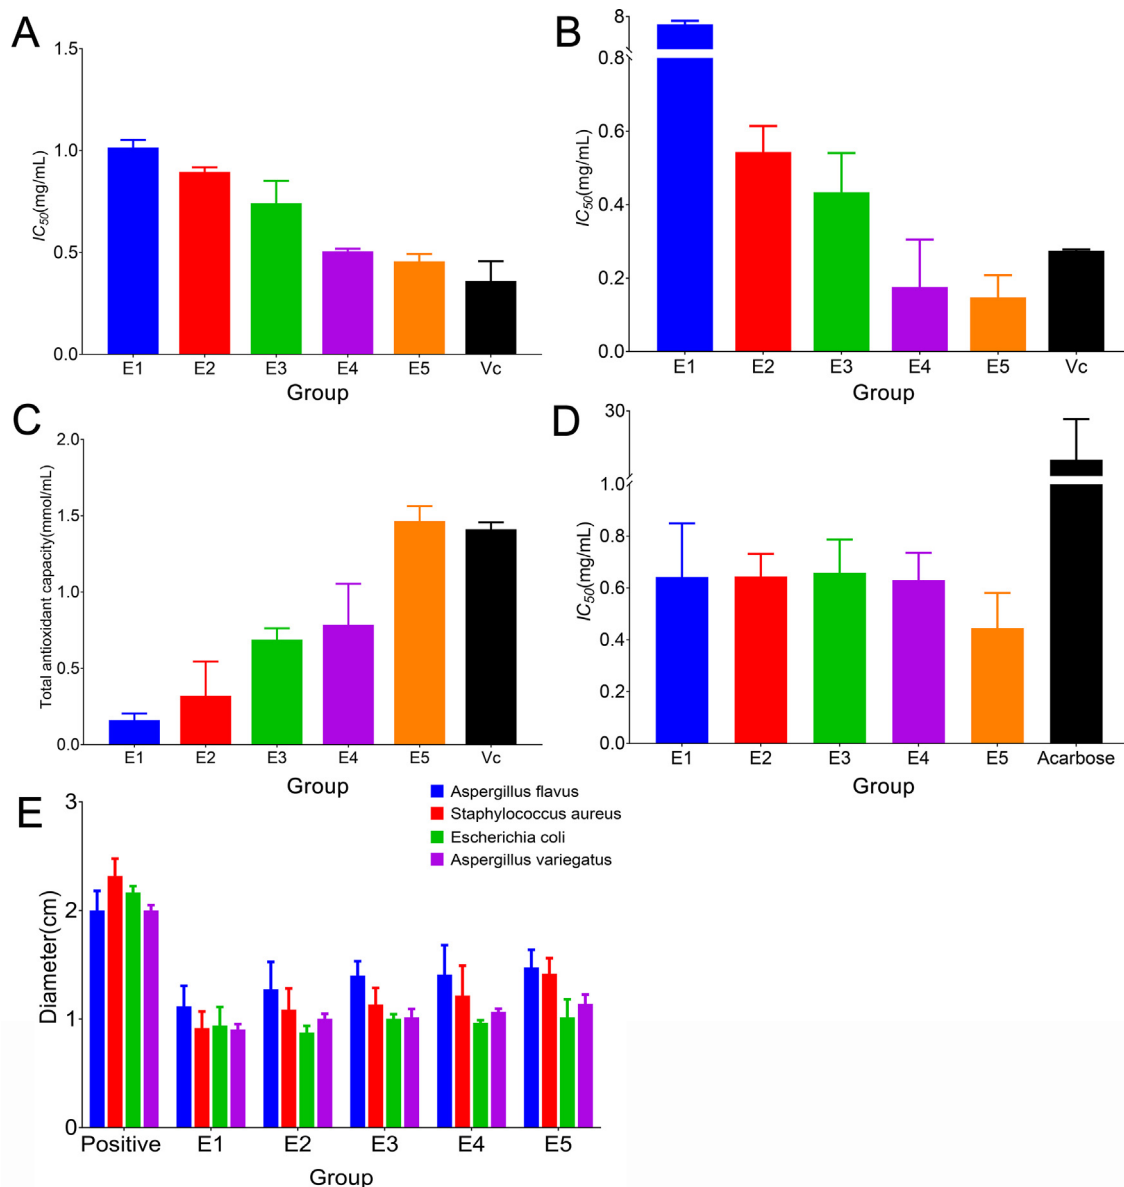 A
1.5
1.0
0.5
0.0
IC50(mg/mL)
E1 E2 E3 E4 E5 Vc
Group
B
8
0.8
0.6
0.4
0.2
0.0
IC50(mg/mL)
E1 E2 E3 E4 E5 Vc
Group
C
2.0
1.5
1.0
0.5
0.0
Total antioxidant capacity(mmol/mL)
E1 E2 E3 E4 E5 Vc
Group
D
30
1.0
0.8
0.6
0.4
0.2
0.0
IC50(mg/mL)
E1 E2 E3 E4 E5 Acarbose
Group
E
Aspergillus flavus
Staphylococcus aureus
Escherichia coli
Aspergillus variegatus
3
2
1
0
Diameter(cm)
Positive E1 E2 E3 E4 E5
Group